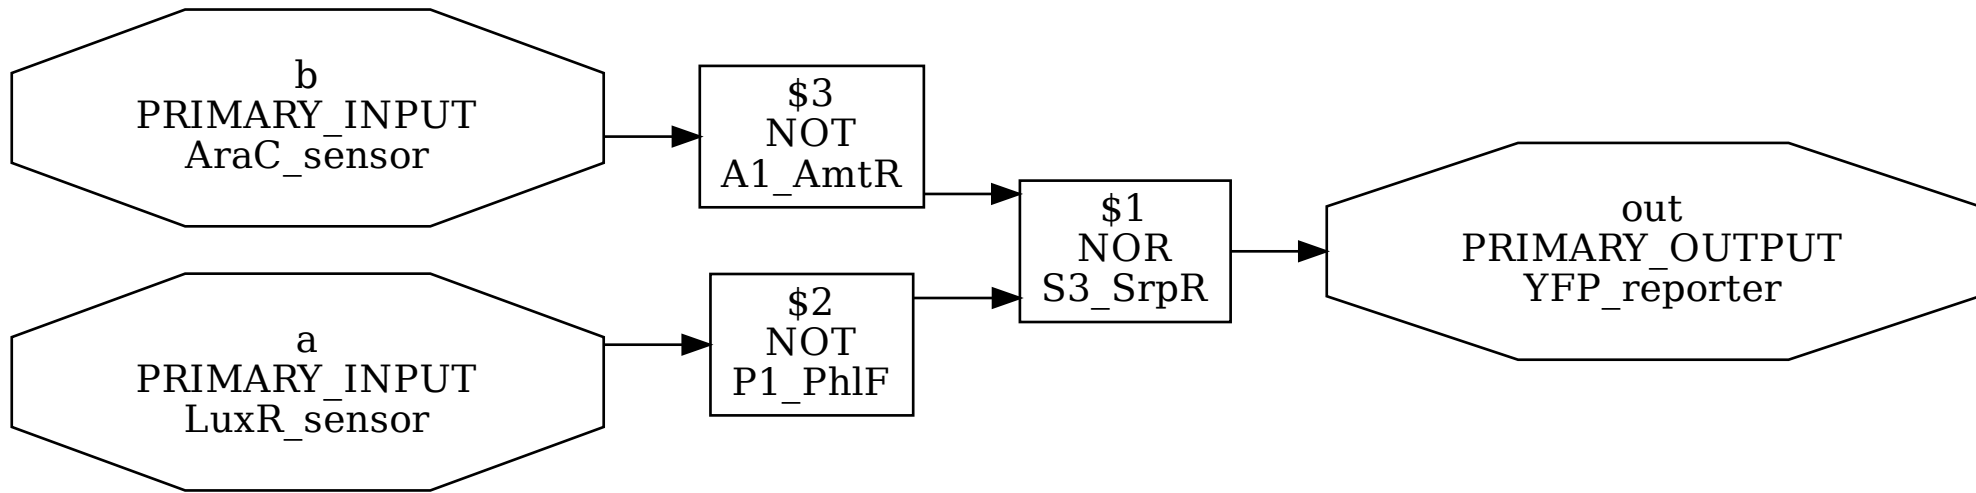 b
PRIMARY_INPUT
AraC_sensor
$3
NOT
A1_AmtR
a
PRIMARY_INPUT
LuxR_sensor
$2
NOT
P1_PhlF
$1
NOR
S3_SrpR
out
PRIMARY_OUTPUT
YFP_reporter